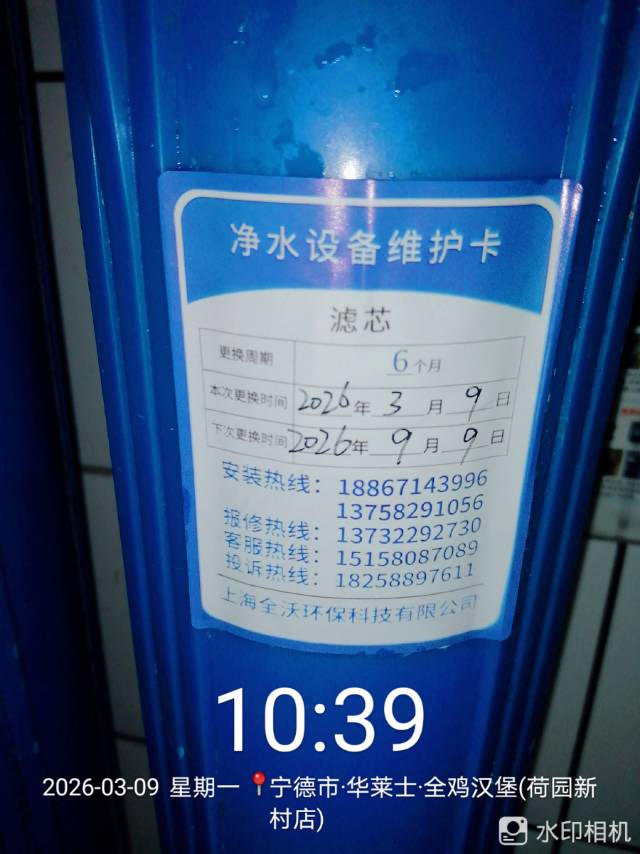 净水设备维护卡
滤芯
更换周期 6个月
本次更换时间 2026年 3 月 9 日
下次更换时间 2026年 9 月 9 日
安装热线：18867143996
13758291056
报修热线：13732292730
客服热线：15158087089
投诉热线：18258897611
上海全沃环保科技有限公司
10:39
2026-03-09 星期一 📍宁德市·华莱士·全鸡汉堡(荷园新
村店)
水印相机